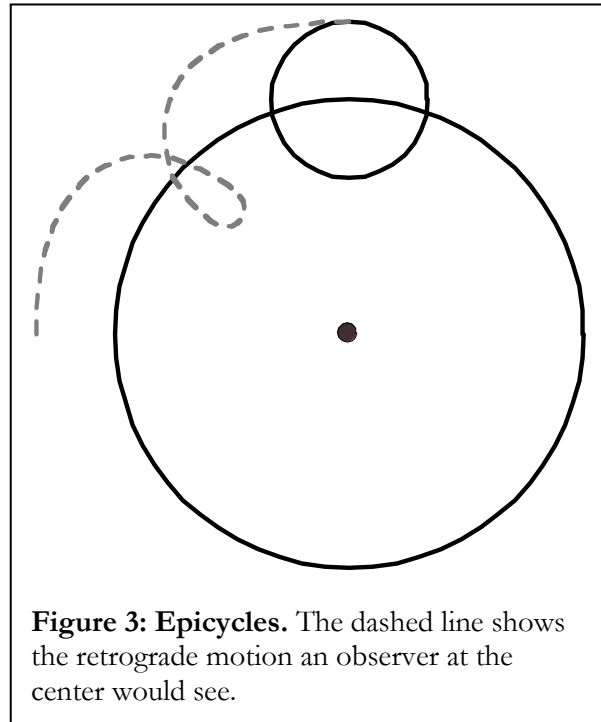 Figure 3: Epicycles. The dashed line shows
the retrograde motion an observer at the
center would see.